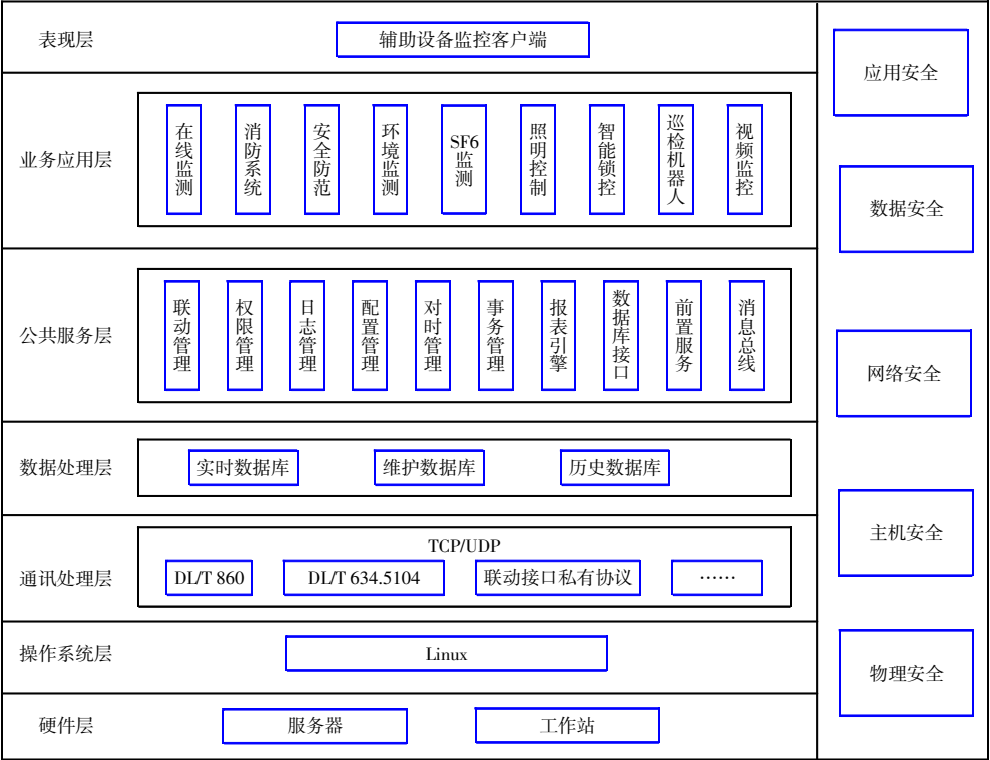 表现层
辅助设备监控客户端
业务应用层
在线监测
消防系统
安全防范
环境监测
SF6监测
照明控制
智能锁控
巡检机器人
视频监控
公共服务层
联动管理
权限管理
日志管理
配置管理
对时管理
事务管理
报表引擎
数据库接口
前置服务
消息总线
数据处理层
实时数据库
维护数据库
历史数据库
通讯处理层
TCP/UDP
DL/T 860
DL/T 634.5104
联动接口私有协议
……
操作系统层
Linux
硬件层
服务器
工作站
应用安全
数据安全
网络安全
主机安全
物理安全